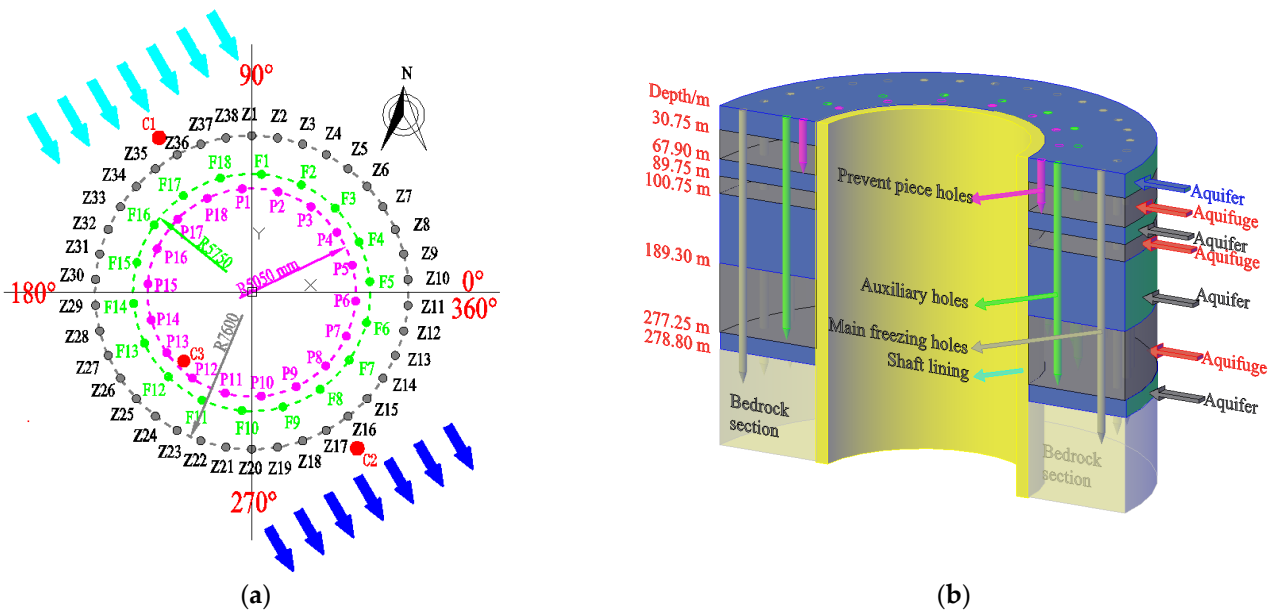 90°
N
C1
Z37
Z38
Z1
Z2
Z3
Z4
Z5
Z6
Z7
Z8
Z9
Z10
Z11
Z12
Z13
Z14
Z15
Z16
Z17
Z18
Z19
Z20
Z21
Z22
Z23
Z24
Z25
Z26
Z27
Z28
Z29
Z30
Z31
Z32
Z33
Z34
Z35
Z36
F1
F2
F3
F4
F5
F6
F7
F8
F9
F10
F11
F12
F13
F14
F15
F16
F17
F18
P1
P2
P3
P4
P5
P6
P7
P8
P9
P10
P11
P12
P13
P14
P15
P16
P17
P18
R5750
R5050 mm
R7600
Y
X
C3
C2
180°
0°
360°
270°
(a)
Depth/m
30.75 m
67.90 m
89.75 m
100.75 m
189.30 m
277.25 m
278.80 m
Prevent piece holes
Auxiliary holes
Main freezing holes
Shaft lining
Bedrock
section
Bedrock
section
Aquifer
Aquifuge
Aquifer
Aquifuge
Aquifer
Aquifuge
Aquifer
(b)